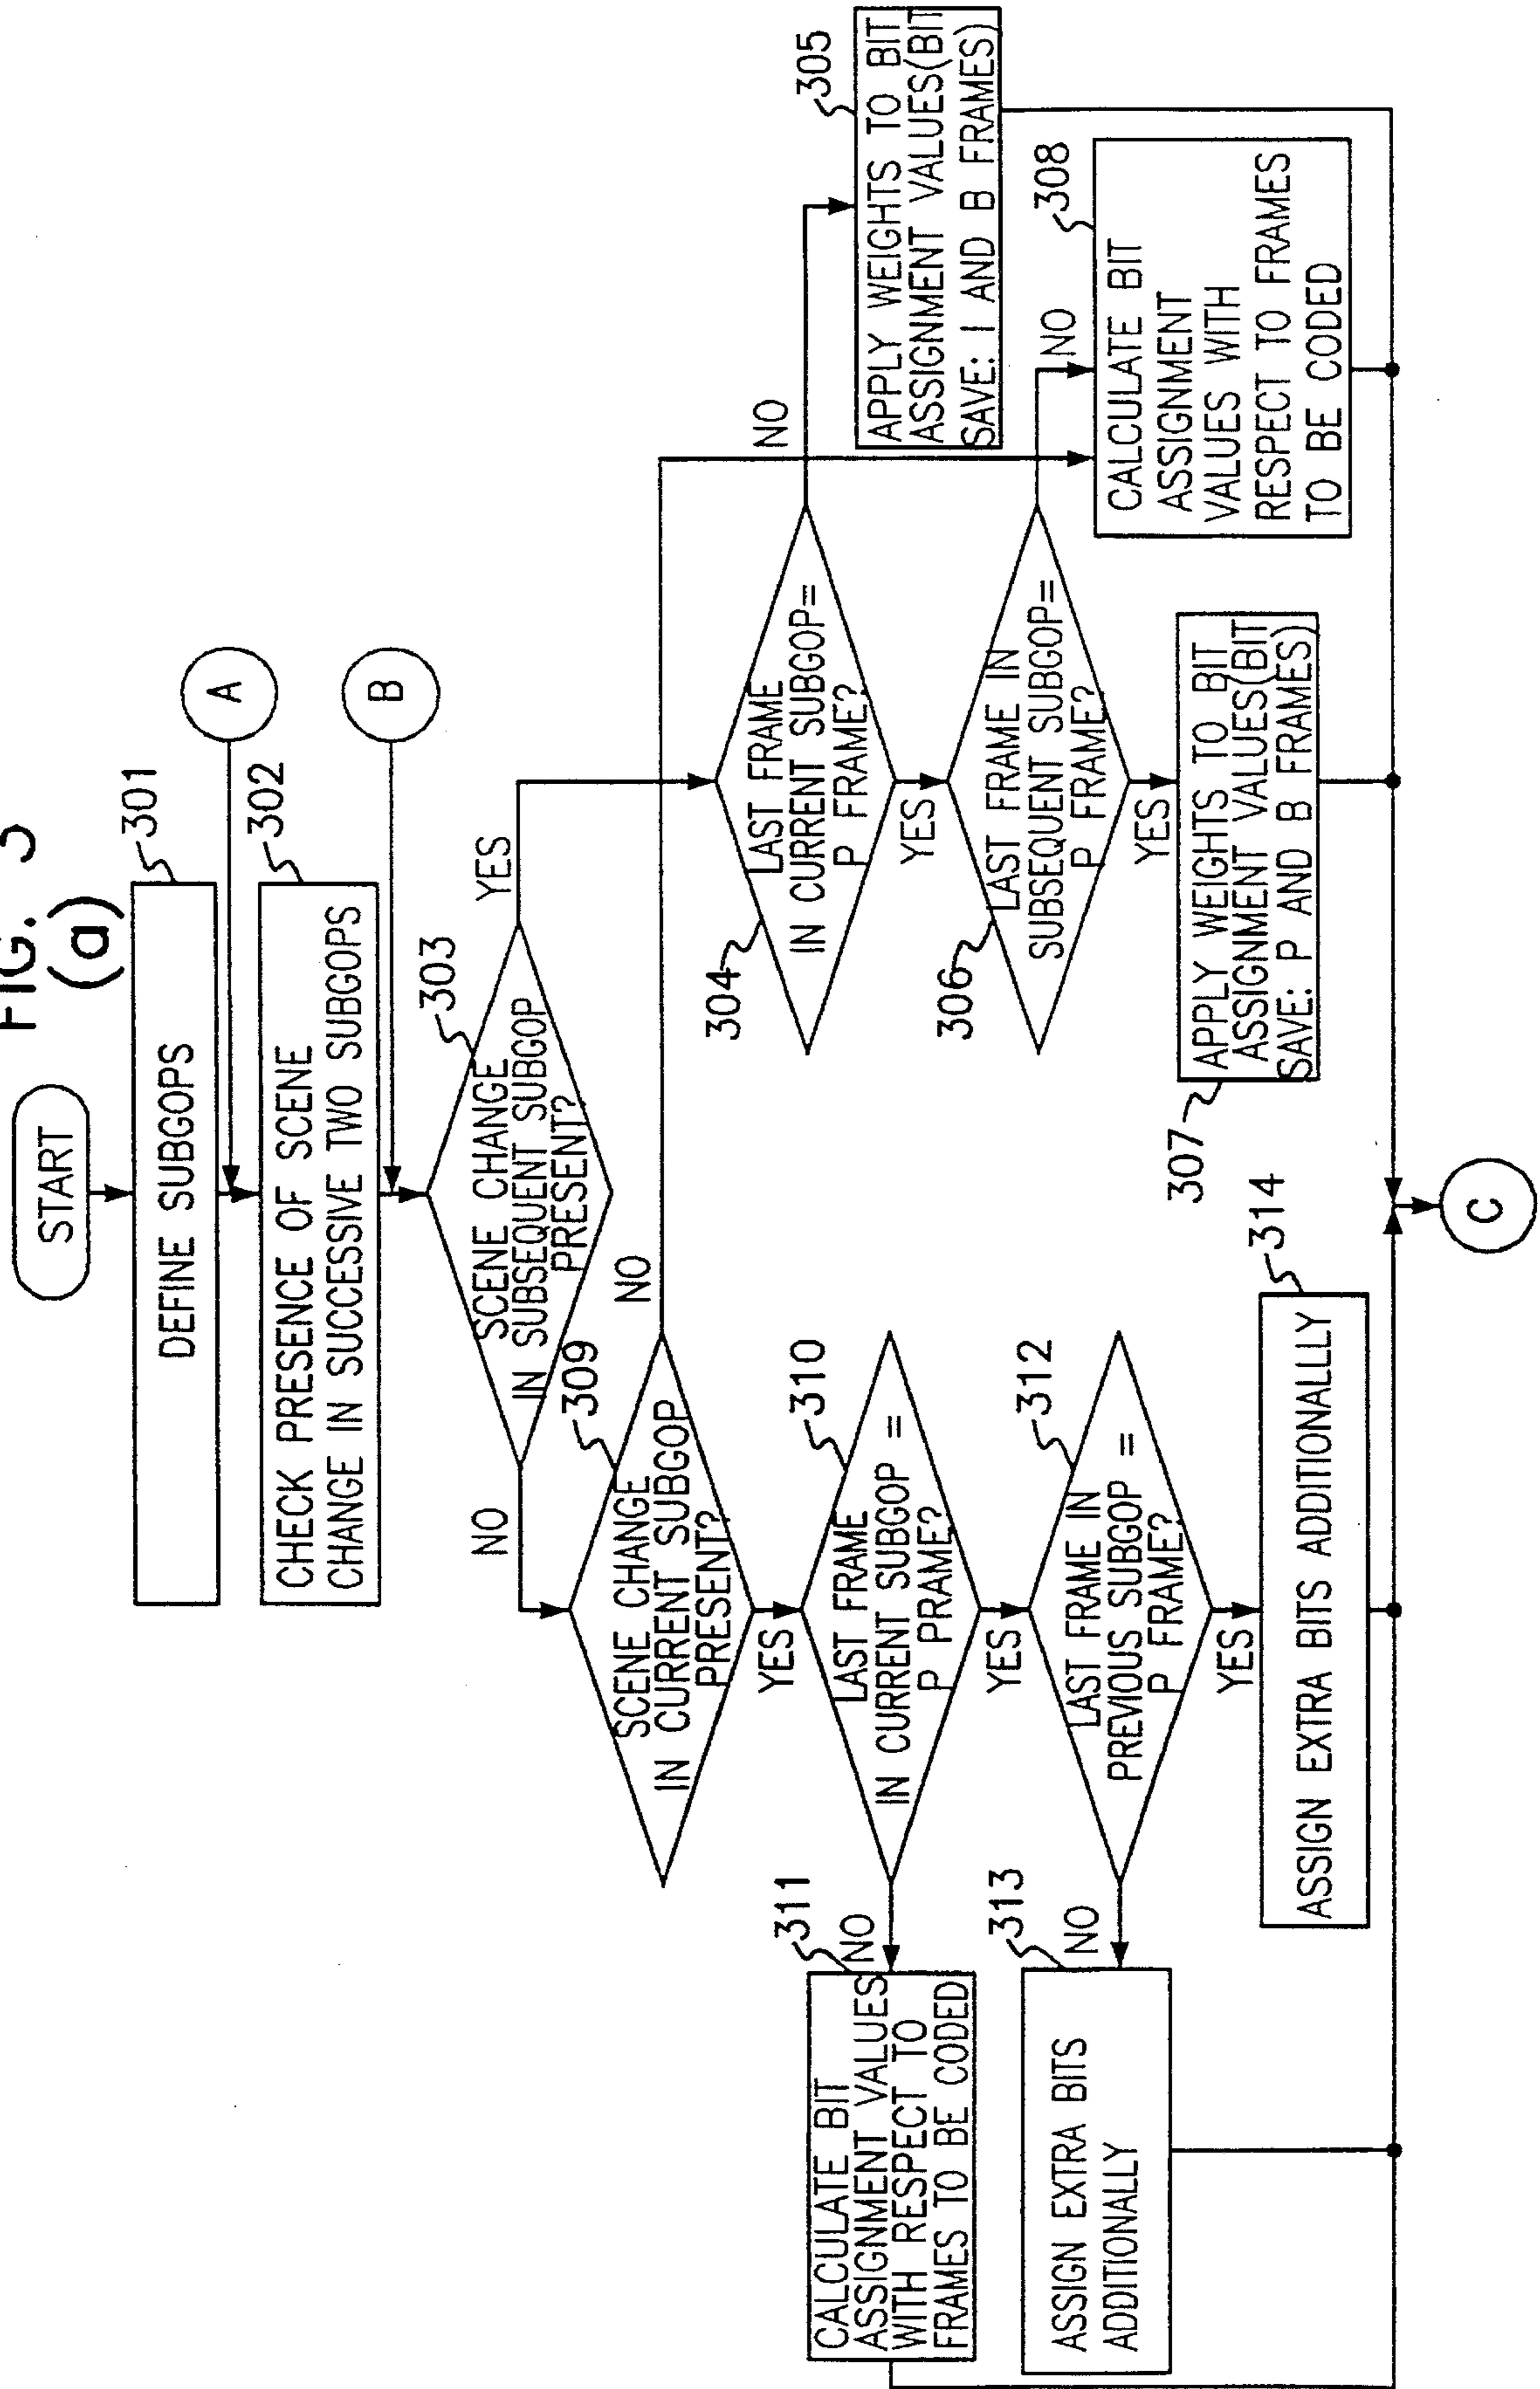 FIG. 3
(a)
START
301
DEFINE SUBGOPS
A
302
CHECK PRESENCE OF SCENE
CHANGE IN SUCCESSIVE TWO SUBGOPS
B
303
SCENE CHANGE
IN SUBSEQUENT SUBGOP
PRESENT?
YES
NO
309
SCENE CHANGE
IN CURRENT SUBGOP
PRESENT?
NO
YES
304
LAST FRAME
IN CURRENT SUBGOP=
P FRAME?
NO
YES
305
APPLY WEIGHTS TO BIT
ASSIGNMENT VALUES(BIT
SAVE: I AND B FRAMES)
310
LAST FRAME
IN CURRENT SUBGOP =
P PRAME?
NO
YES
311
CALCULATE BIT
ASSIGNMENT VALUES
WITH RESPECT TO
FRAMES TO BE CODED
306
LAST FRAME IN
SUBSEQUENT SUBGOP=
P FRAME?
NO
YES
308
CALCULATE BIT
ASSIGNMENT
VALUES WITH
RESPECT TO FRAMES
TO BE CODED
312
LAST FRAME IN
PREVIOUS SUBGOP =
P FRAME?
NO
YES
313
ASSIGN EXTRA BITS
ADDITIONALLY
314
ASSIGN EXTRA BITS ADDITIONALLLY
307
APPLY WEIGHTS TO BIT
ASSIGNMENT VALUES(BIT
SAVE: P AND B FRAMES)
C